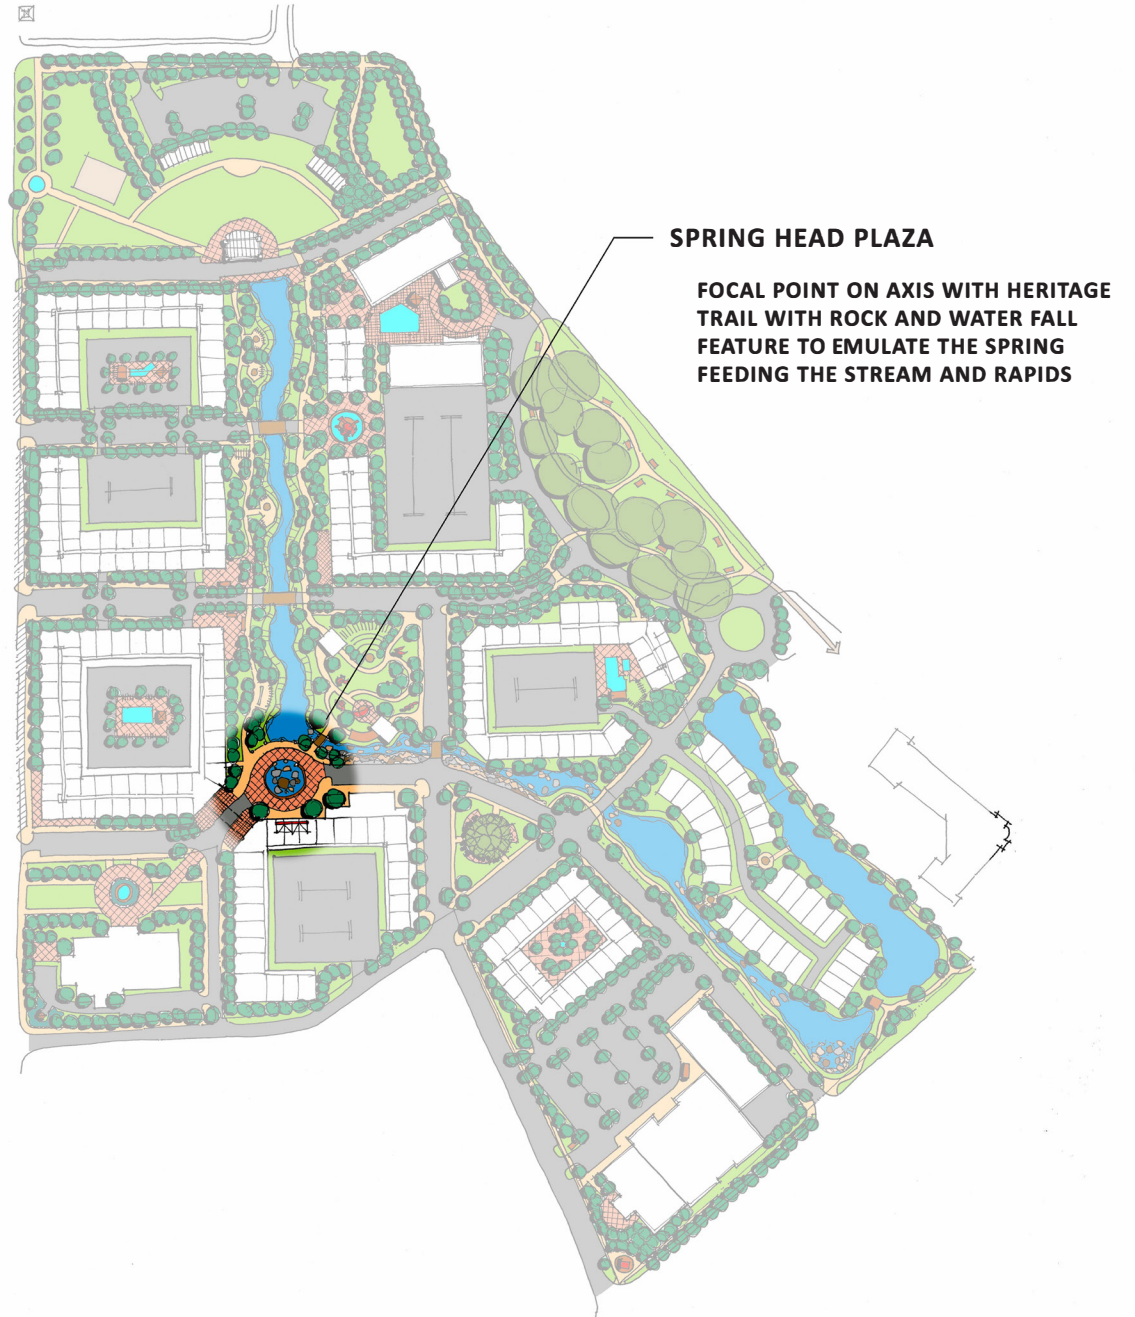 SPRING HEAD PLAZA
FOCAL POINT ON AXIS WITH HERITAGE
TRAIL WITH ROCK AND WATER FALL
FEATURE TO EMULATE THE SPRING
FEEDING THE STREAM AND RAPIDS